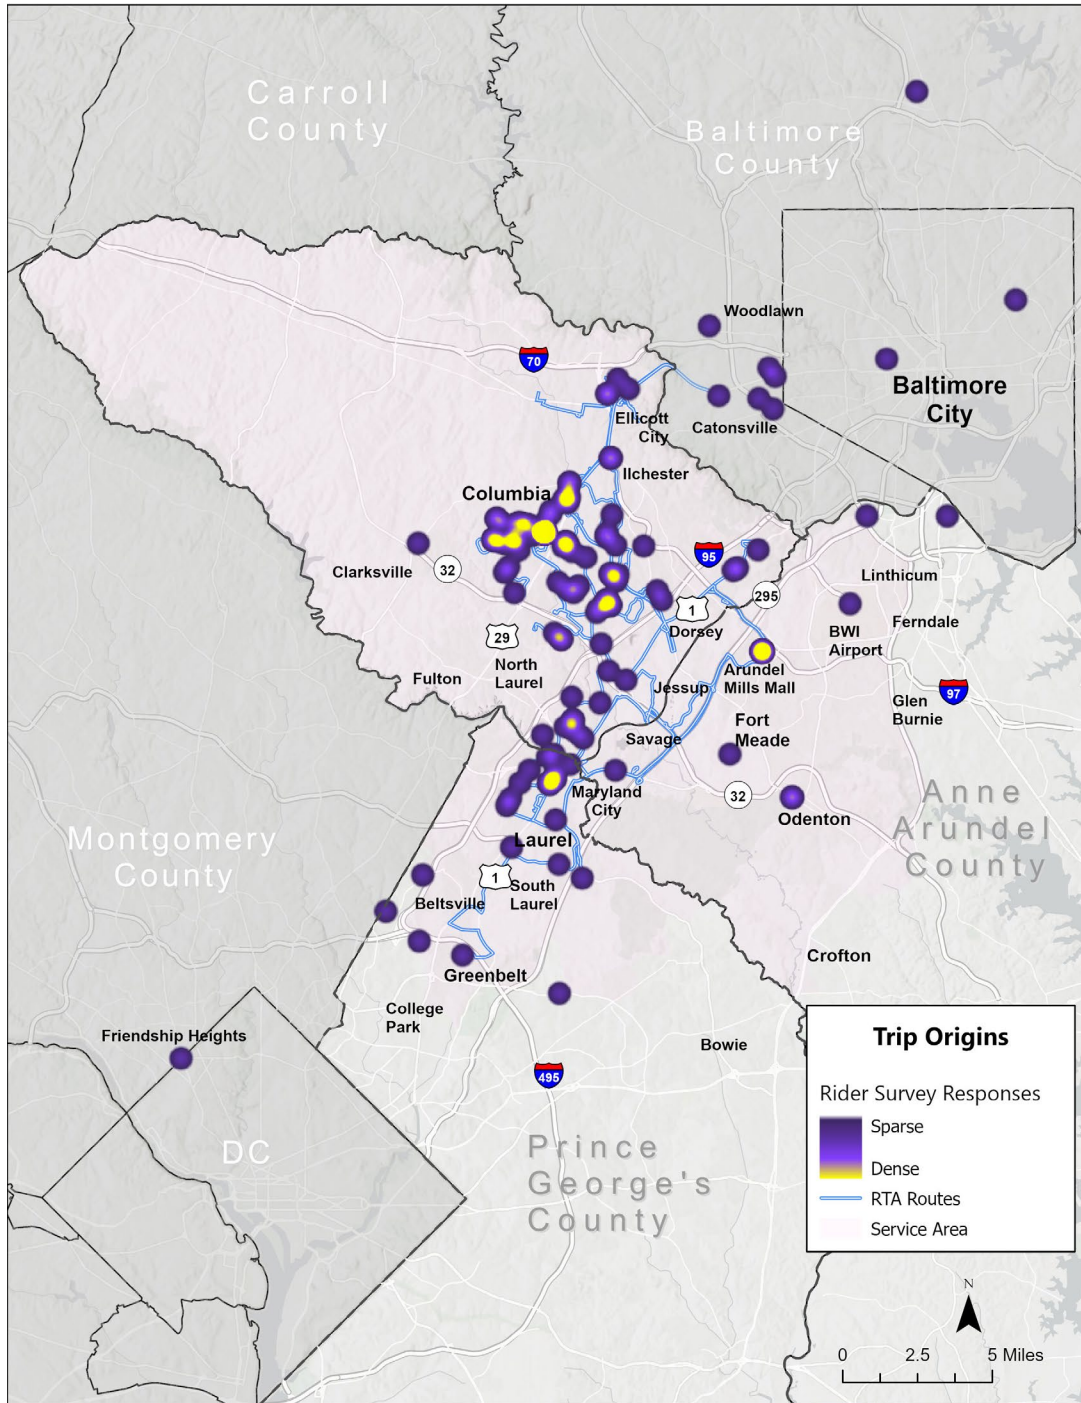 Carroll
County
Baltimore
County
Woodlawn
70
Baltimore
City
Ellicott
City
Catonsville
Ilchester
Columbia
95
32
Clarksville
Linthicum
295
1
29
Dorsey
BWI
Airport
Ferndale
North
Laurel
Fulton
Jessup
Arundel
Mills Mall
97
Glen
Burnie
Fort
Meade
Savage
Maryland
City
32
Odenton
Anne
Arundel
County
Montgomery
County
Laurel
1
South
Laurel
Beltsville
Greenbelt
Crofton
College
Park
Friendship Heights
Bowie
495
DC
Prince
George's
County
Trip Origins
Rider Survey Responses
Sparse
Dense
RTA Routes
Service Area
N
0 2.5 5 Miles